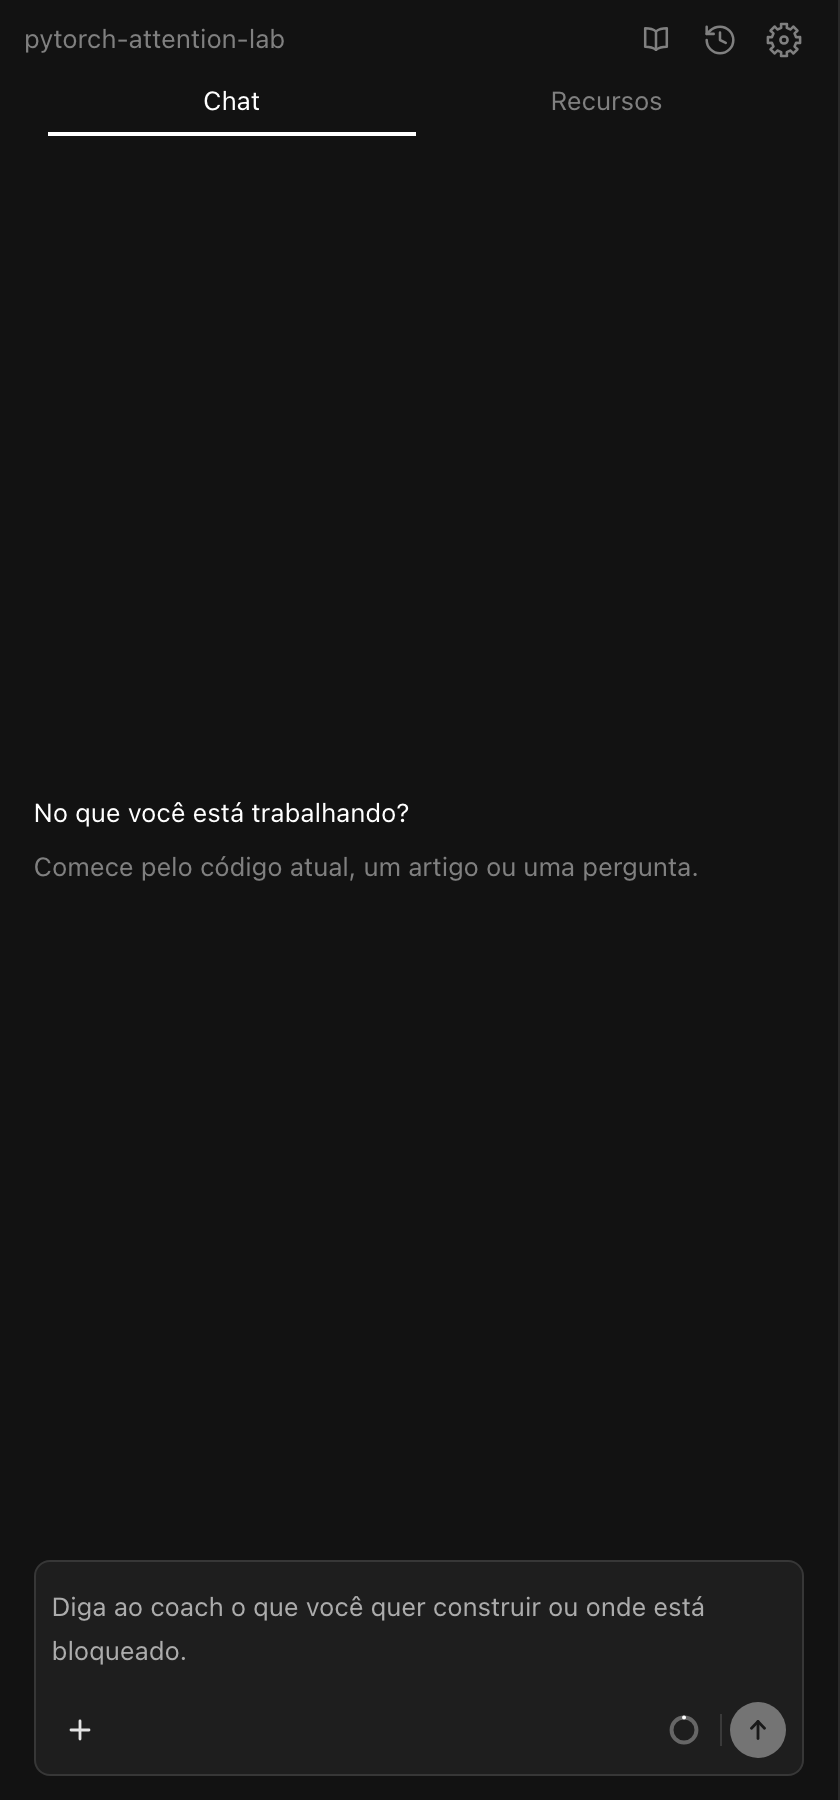 pytorch-attention-lab
Chat
Recursos
No que você está trabalhando?
Comece pelo código atual, um artigo ou uma pergunta.
Diga ao coach o que você quer construir ou onde está
bloqueado.